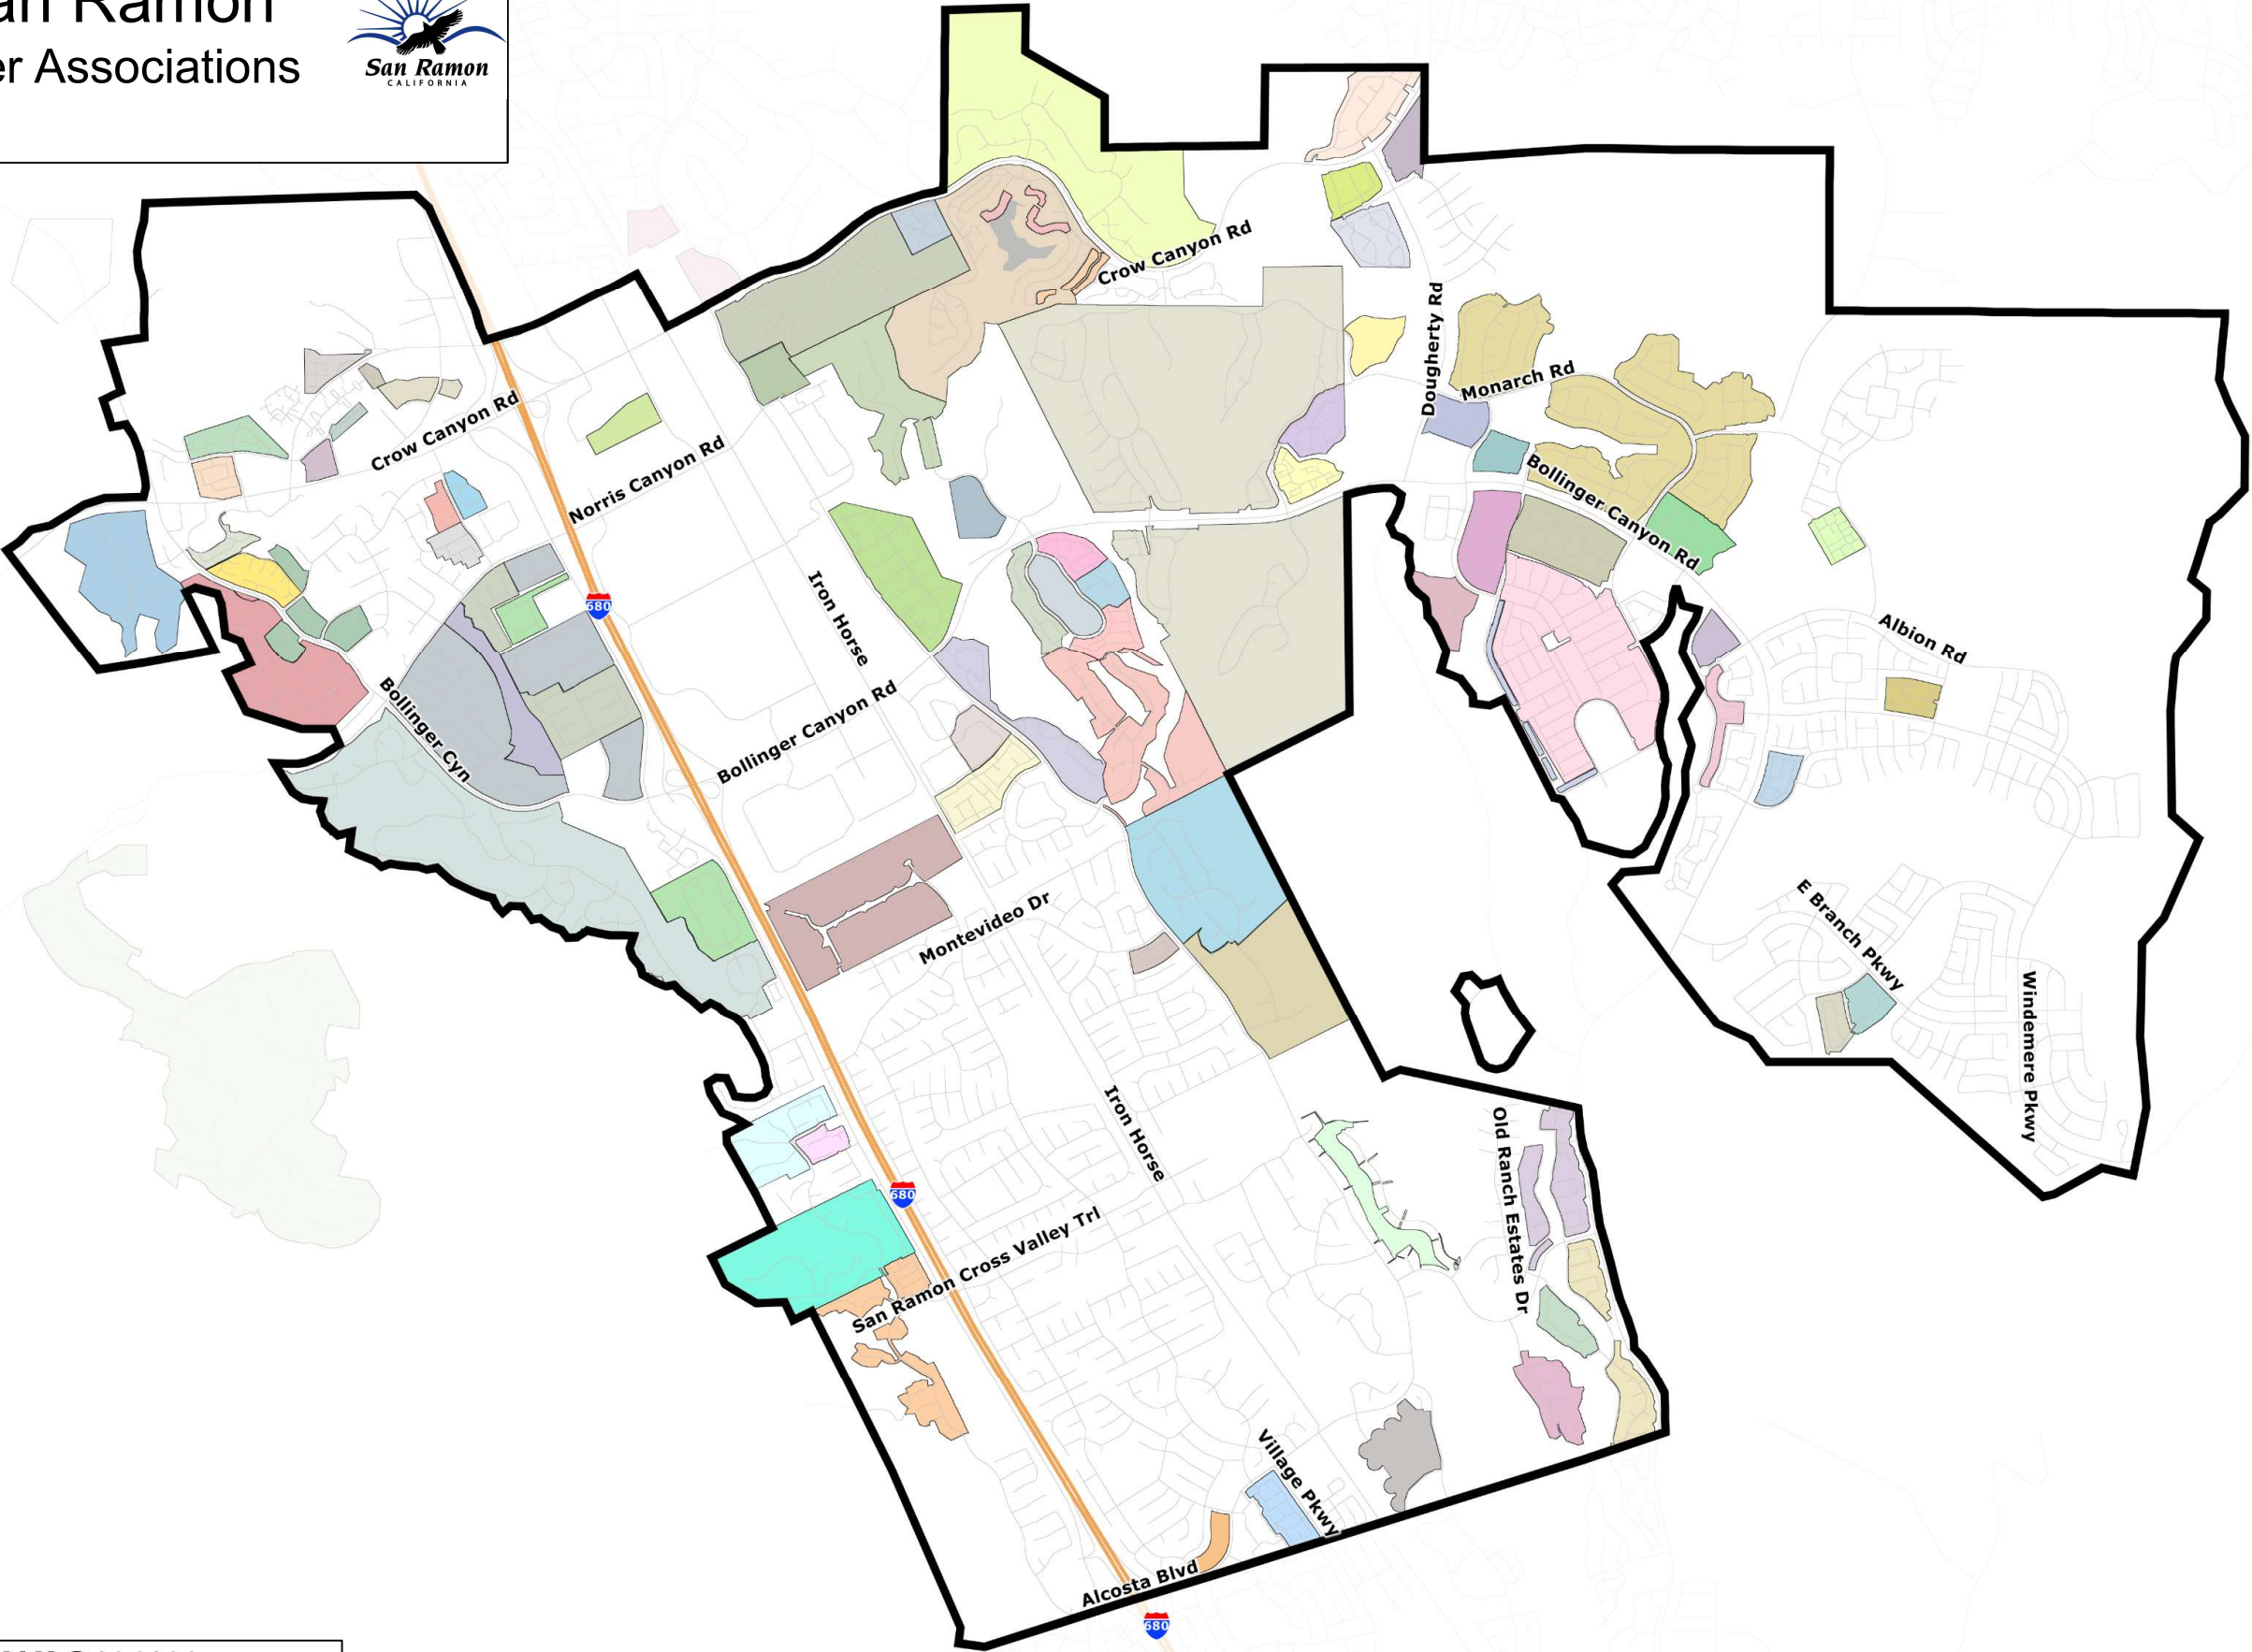 an Ramon
er Associations
San Ramon
CALIFORNIA
Crow Canyon Rd
Dougherty Rd
Monarch Rd
Crow Canyon Rd
Norris Canyon Rd
Bollinger Canyon Rd
680
Iron Horse
Albion Rd
Bollinger Cyn
Bollinger Canyon Rd
E Branch Pkwy
Montevideo Dr
Windemere Pkwy
Iron Horse
Old Ranch Estates Dr
680
San Ramon Cross Valley Trl
Village Pkwy
Alcosta Blvd
680